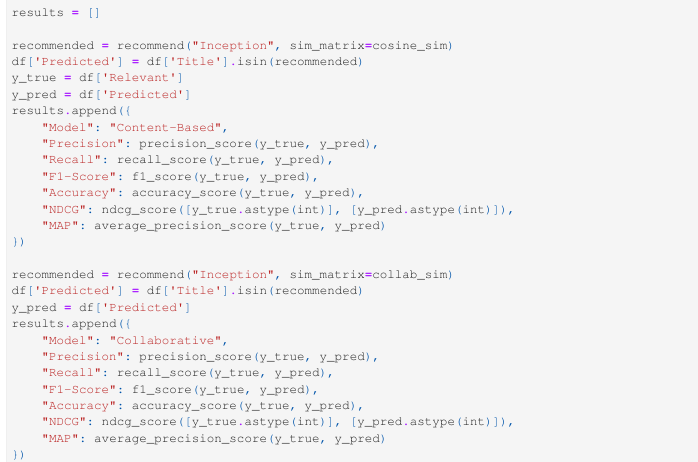 results = []

recommended = recommend("Inception", sim_matrix=cosine_sim)
df['Predicted'] = df['Title'].isin(recommended)
y_true = df['Relevant']
y_pred = df['Predicted']
results.append({
    "Model": "Content-Based",
    "Precision": precision_score(y_true, y_pred),
    "Recall": recall_score(y_true, y_pred),
    "F1-Score": f1_score(y_true, y_pred),
    "Accuracy": accuracy_score(y_true, y_pred),
    "NDCG": ndcg_score([y_true.astype(int)], [y_pred.astype(int)]),
    "MAP": average_precision_score(y_true, y_pred)
})

recommended = recommend("Inception", sim_matrix=collab_sim)
df['Predicted'] = df['Title'].isin(recommended)
y_pred = df['Predicted']
results.append({
    "Model": "Collaborative",
    "Precision": precision_score(y_true, y_pred),
    "Recall": recall_score(y_true, y_pred),
    "F1-Score": f1_score(y_true, y_pred),
    "Accuracy": accuracy_score(y_true, y_pred),
    "NDCG": ndcg_score([y_true.astype(int)], [y_pred.astype(int)]),
    "MAP": average_precision_score(y_true, y_pred)
})